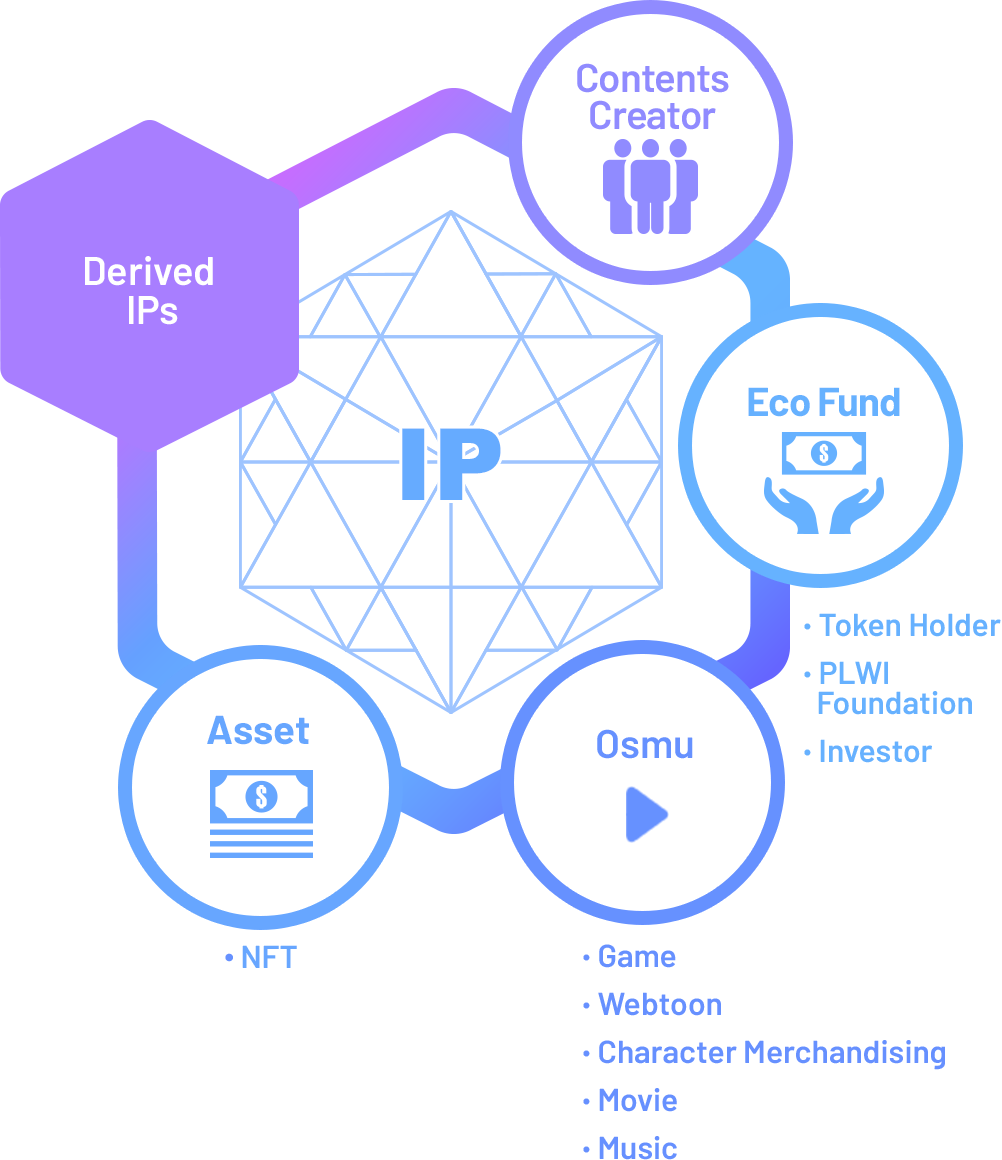 Contents
Creator
Derived
IPs
IP
Eco Fund
$
• Token Holder
• PLWI
Foundation
• Investor
Asset
$
• NFT
Osmu
• Game
• Webtoon
• Character Merchandising
• Movie
• Music